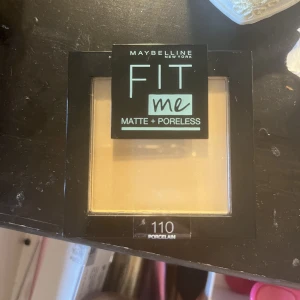 MAYBELLINE
NEW YORK
FIT
me
MATTE + PORELESS
110
PORCELAIN